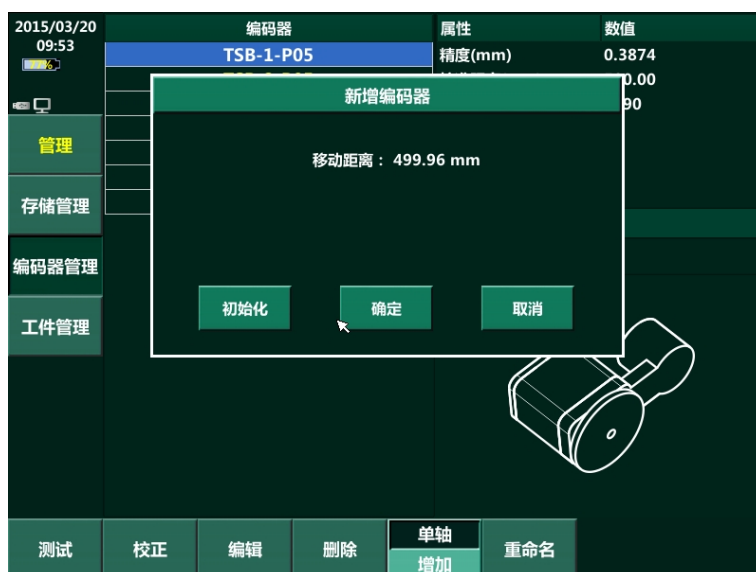 2015/03/20
09:53
77%
编码器
属性
数值
TSB-1-P05
精度(mm)
0.3874
新增编码器
移动距离： 499.96 mm
初始化
确定
取消
管理
存储管理
编码器管理
工件管理
测试
校正
编辑
删除
单轴
增加
重命名